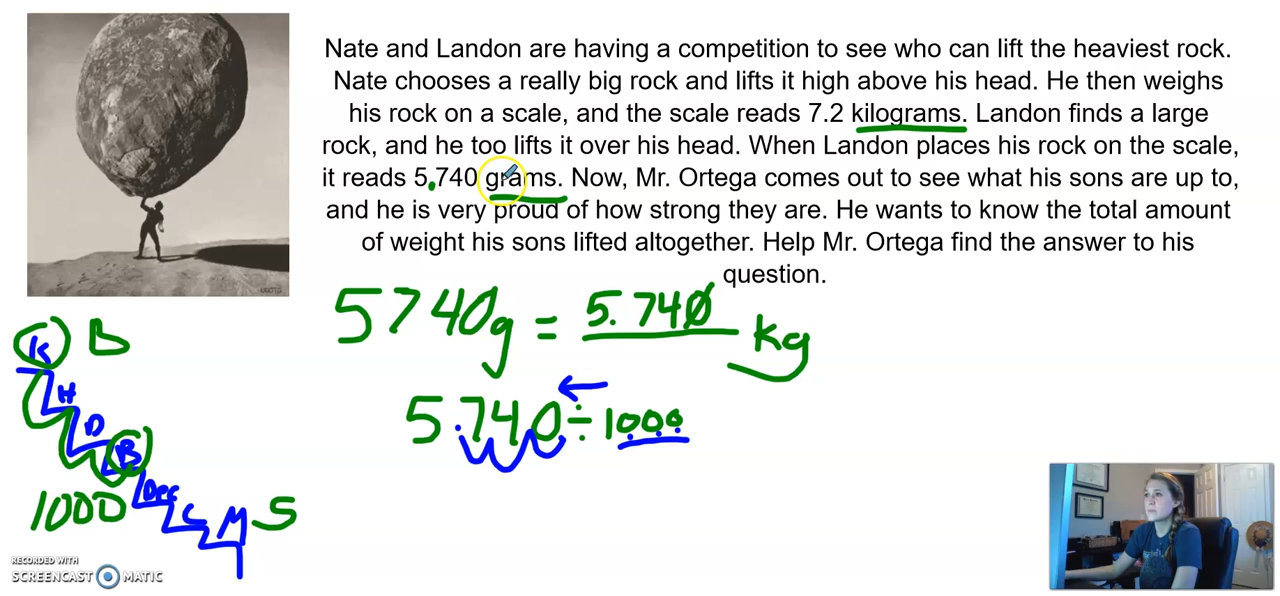 Nate and Landon are having a competition to see who can lift the heaviest rock.
Nate chooses a really big rock and lifts it high above his head. He then weighs
his rock on a scale, and the scale reads 7.2 kilograms. Landon finds a large
rock, and he too lifts it over his head. When Landon places his rock on the scale,
it reads 5,740 grams. Now, Mr. Ortega comes out to see what his sons are up to,
and he is very proud of how strong they are. He wants to know the total amount
of weight his sons lifted altogether. Help Mr. Ortega find the answer to his
question.
5740g = 5.740 kg
5.740 ÷ 1000
K B
H
D
B
Dec
C
M S
1000
RECORDED WITH
SCREENCAST MATIC